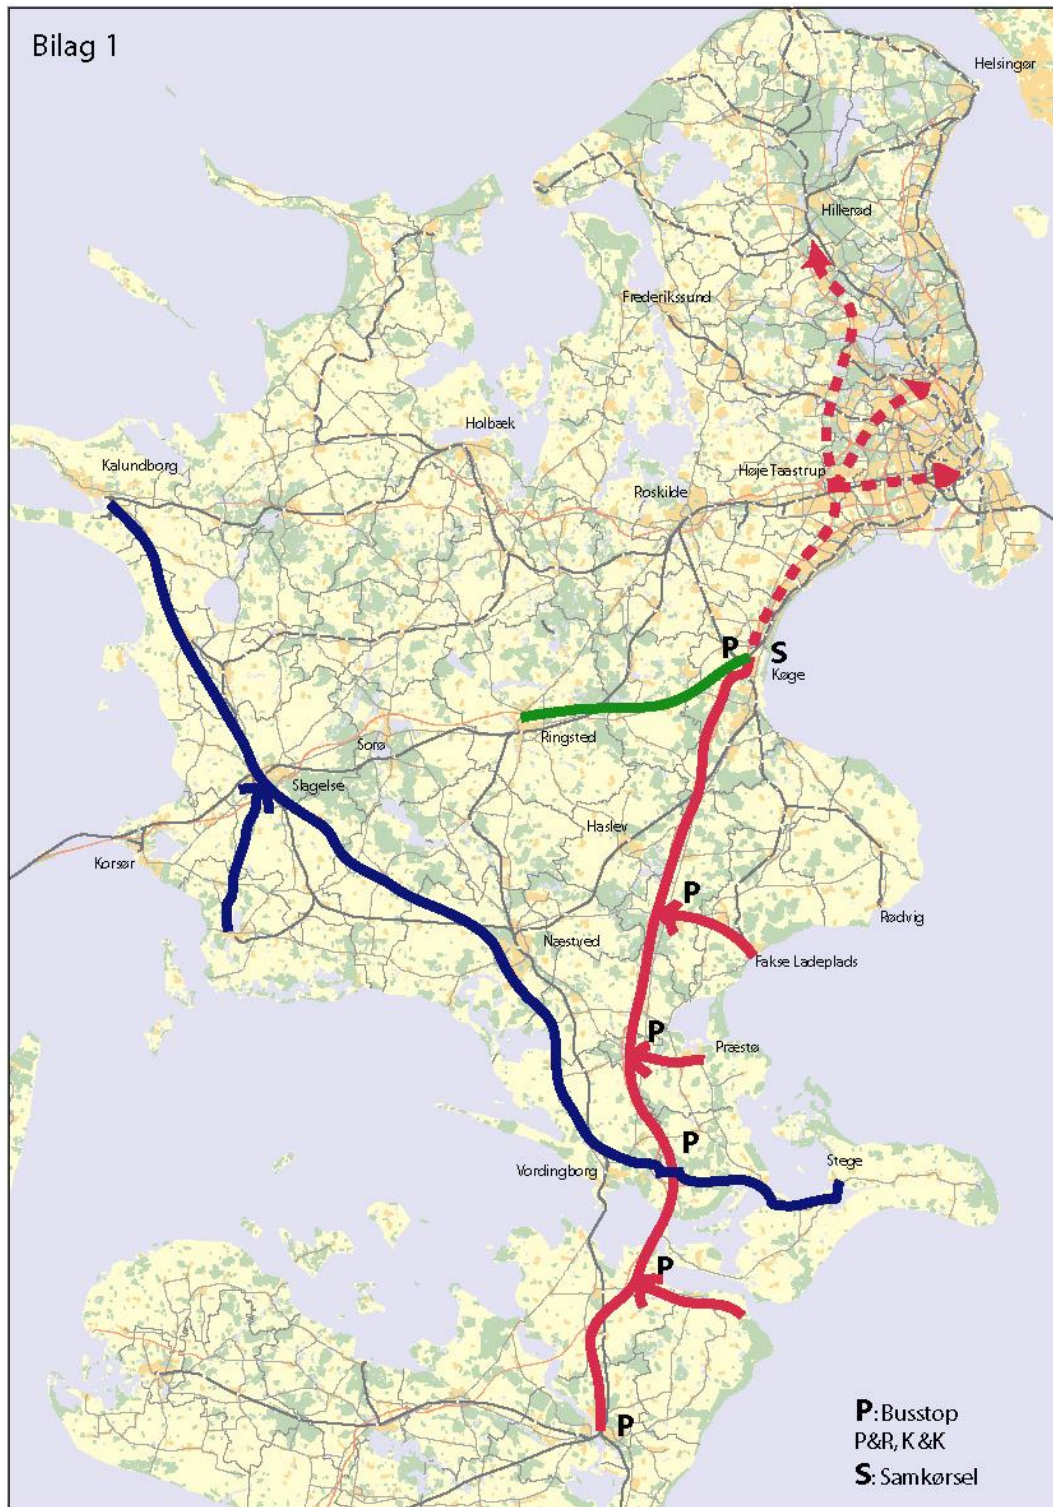 Bilag 1
Helsingør
Hillerød
Frederikssund
Holbæk
Kalundborg
Høje Taastrup
Roskilde
P
S
Køge
Ringsted
Sorø
Slagelse
Haslev
Korsør
P
Rødvig
Næstved
Fakse Ladeplads
P
Præstø
P
Stege
Vordingborg
P
P
P: Busstop
P&R, K&K
S: Samkørsel